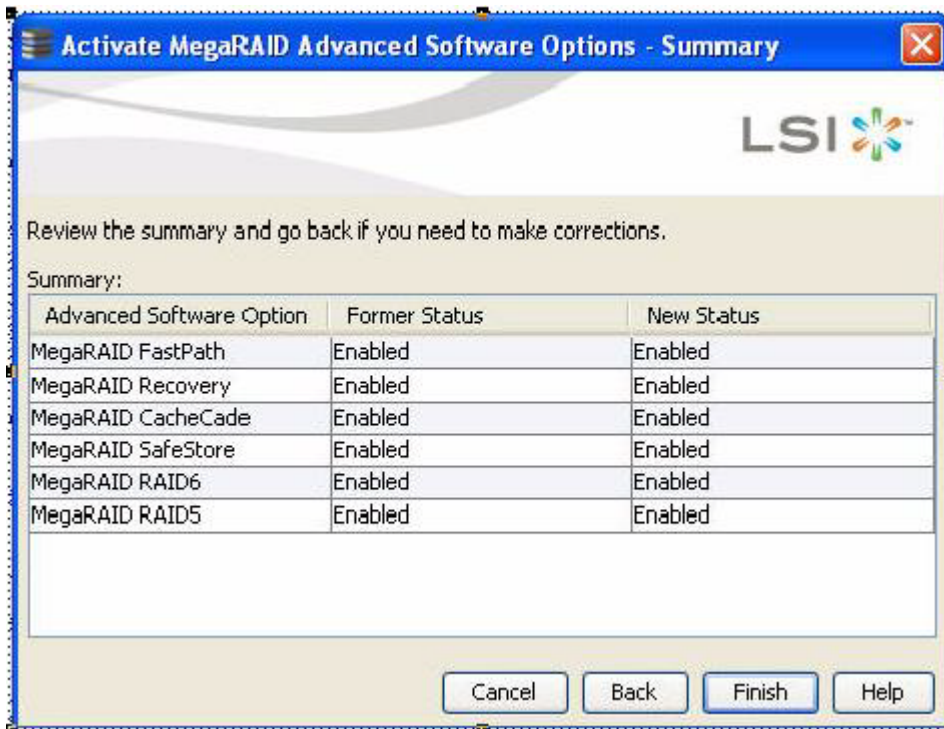 Activate MegaRAID Advanced Software Options - Summary
LSI
Review the summary and go back if you need to make corrections.
Summary:
Advanced Software Option Former Status New Status
MegaRAID FastPath Enabled Enabled
MegaRAID Recovery Enabled Enabled
MegaRAID CacheCade Enabled Enabled
MegaRAID SafeStore Enabled Enabled
MegaRAID RAID6 Enabled Enabled
MegaRAID RAID5 Enabled Enabled
Cancel Back Finish Help